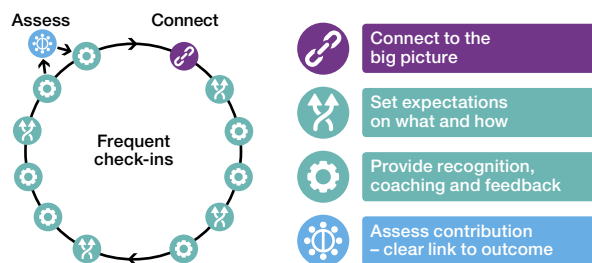 Assess
Connect
Frequent
check-ins
Connect to the
big picture
Set expectations
on what and how
Provide recognition,
coaching and feedback
Assess contribution
– clear link to outcome